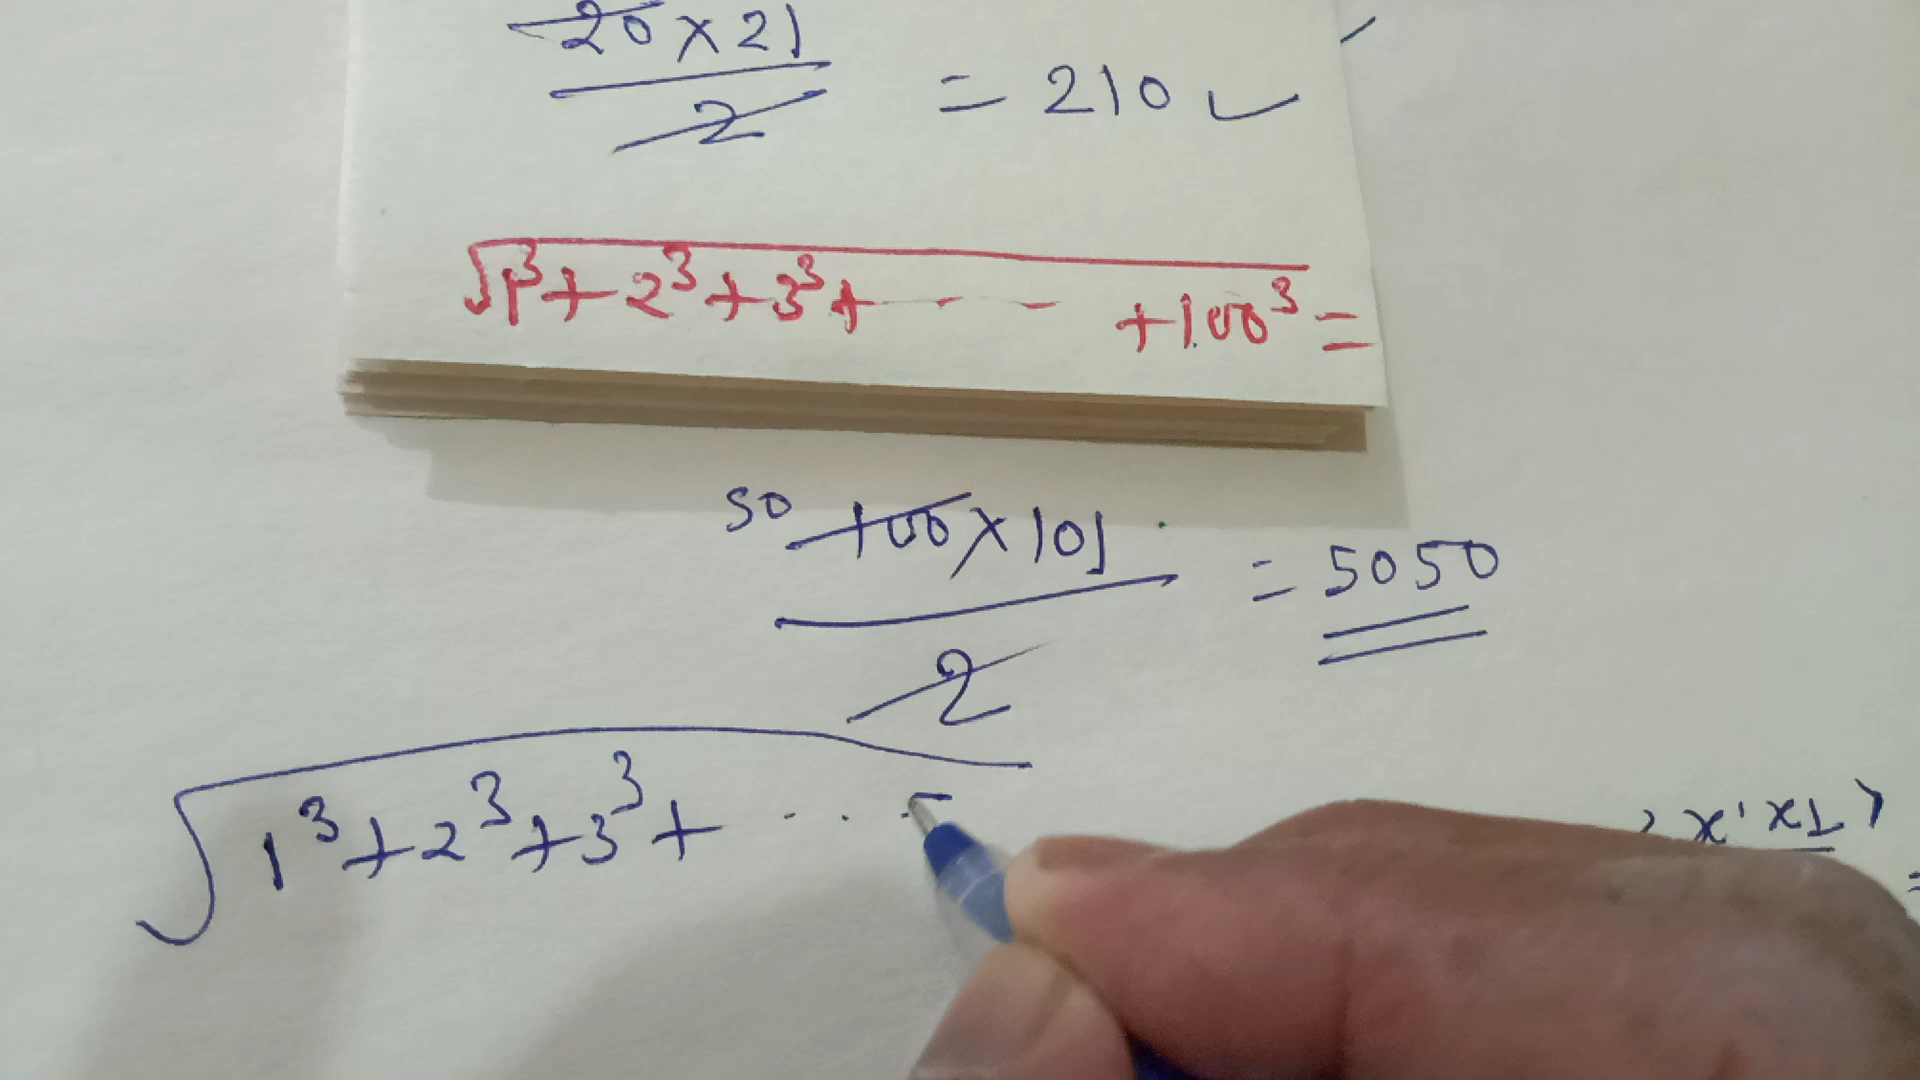 20 × 21
2
= 210 ✓
√1³ + 2³ + 3³ + - - - + 100³ =
50 100 × 101
2
= 5050
√1³ + 2³ + 3³ + . . .